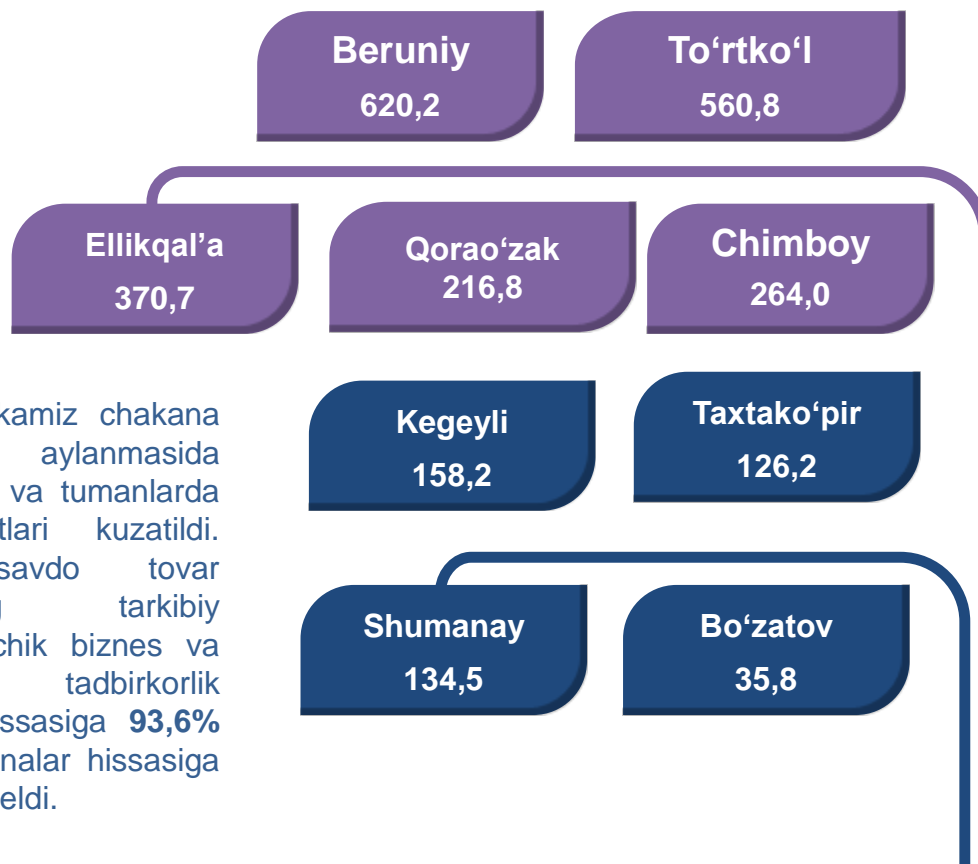 Beruniy
620,2
To‘rtko‘l
560,8
Ellikqal’a
370,7
Qorao‘zak
216,8
Chimboy
264,0
Kegeyli
158,2
Taxtako‘pir
126,2
Shumanay
134,5
Bo‘zatov
35,8
kamiz chakana
aylanmasida
va tumanlarda
tlari kuzatildi.
savdo tovar
tarkibiy
chik biznes va
tadbirkorlik
ssasiga 93,6%
nalar hissasiga
eldi.